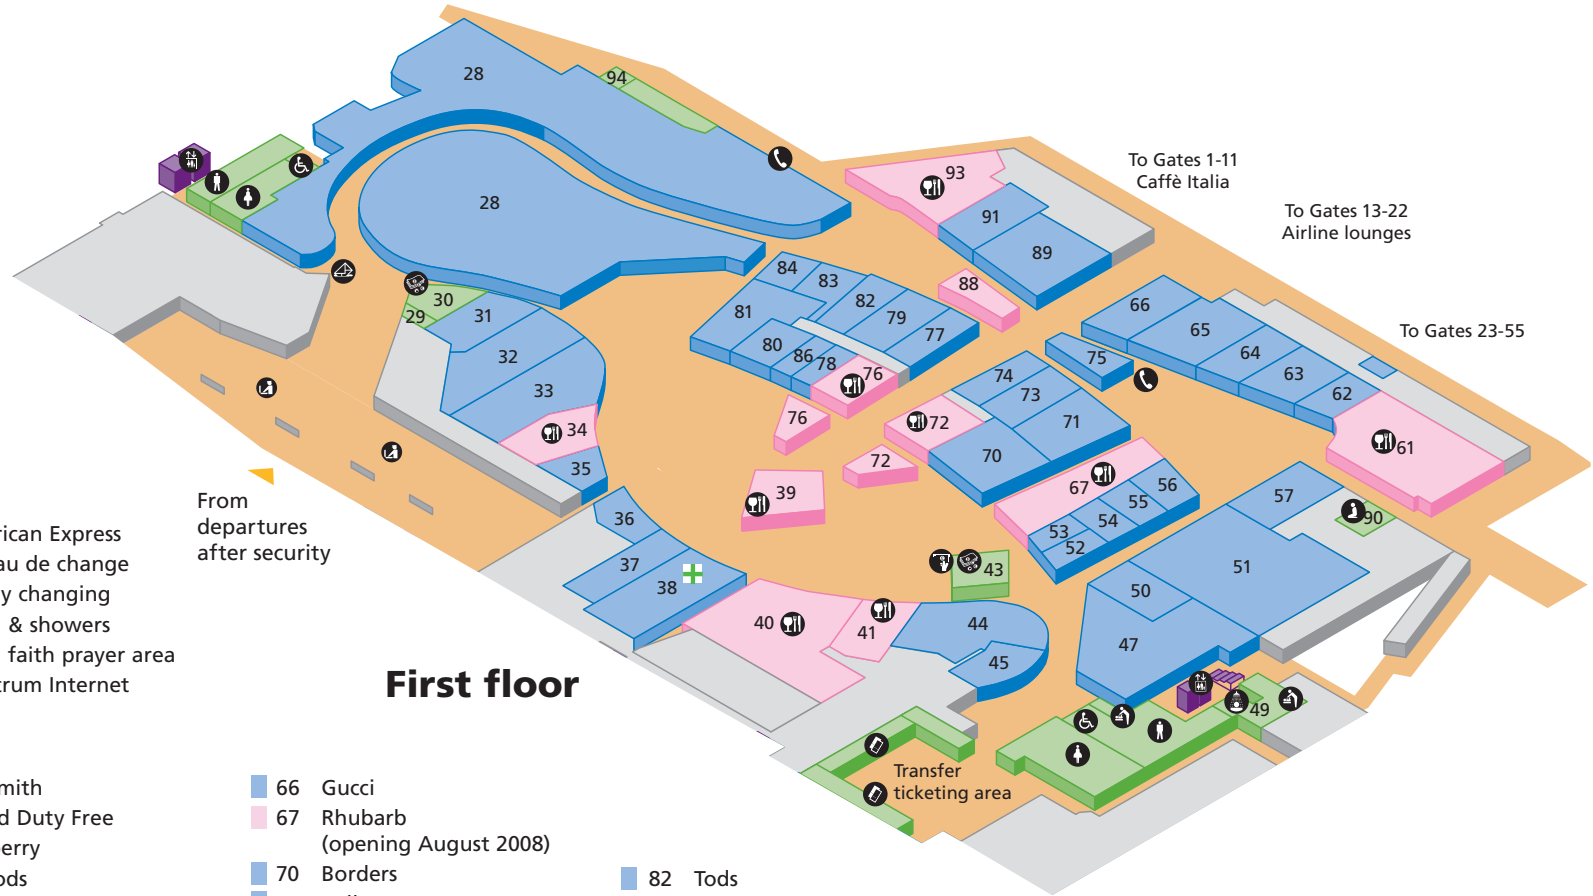 28
94
93
To Gates 1-11
Caffè Italia
To Gates 13-22
Airline lounges
28
91
89
84
83
88
30
29
31
81
82
79
77
66
65
To Gates 23-55
32
80
86
78
76
75
64
63
62
33
74
73
34
76
72
71
61
35
72
70
39
67
56
55
54
53
52
57
90
36
37
38
43
51
50
From
departures
after security
rican Express
au de change
y changing
& showers
faith prayer area
trum Internet
40
41
44
45
47
49
First floor
Transfer
ticketing area
mith
d Duty Free
erry
ods
66 Gucci
67 Rhubarb
(opening August 2008)
70 Borders
82 Tods